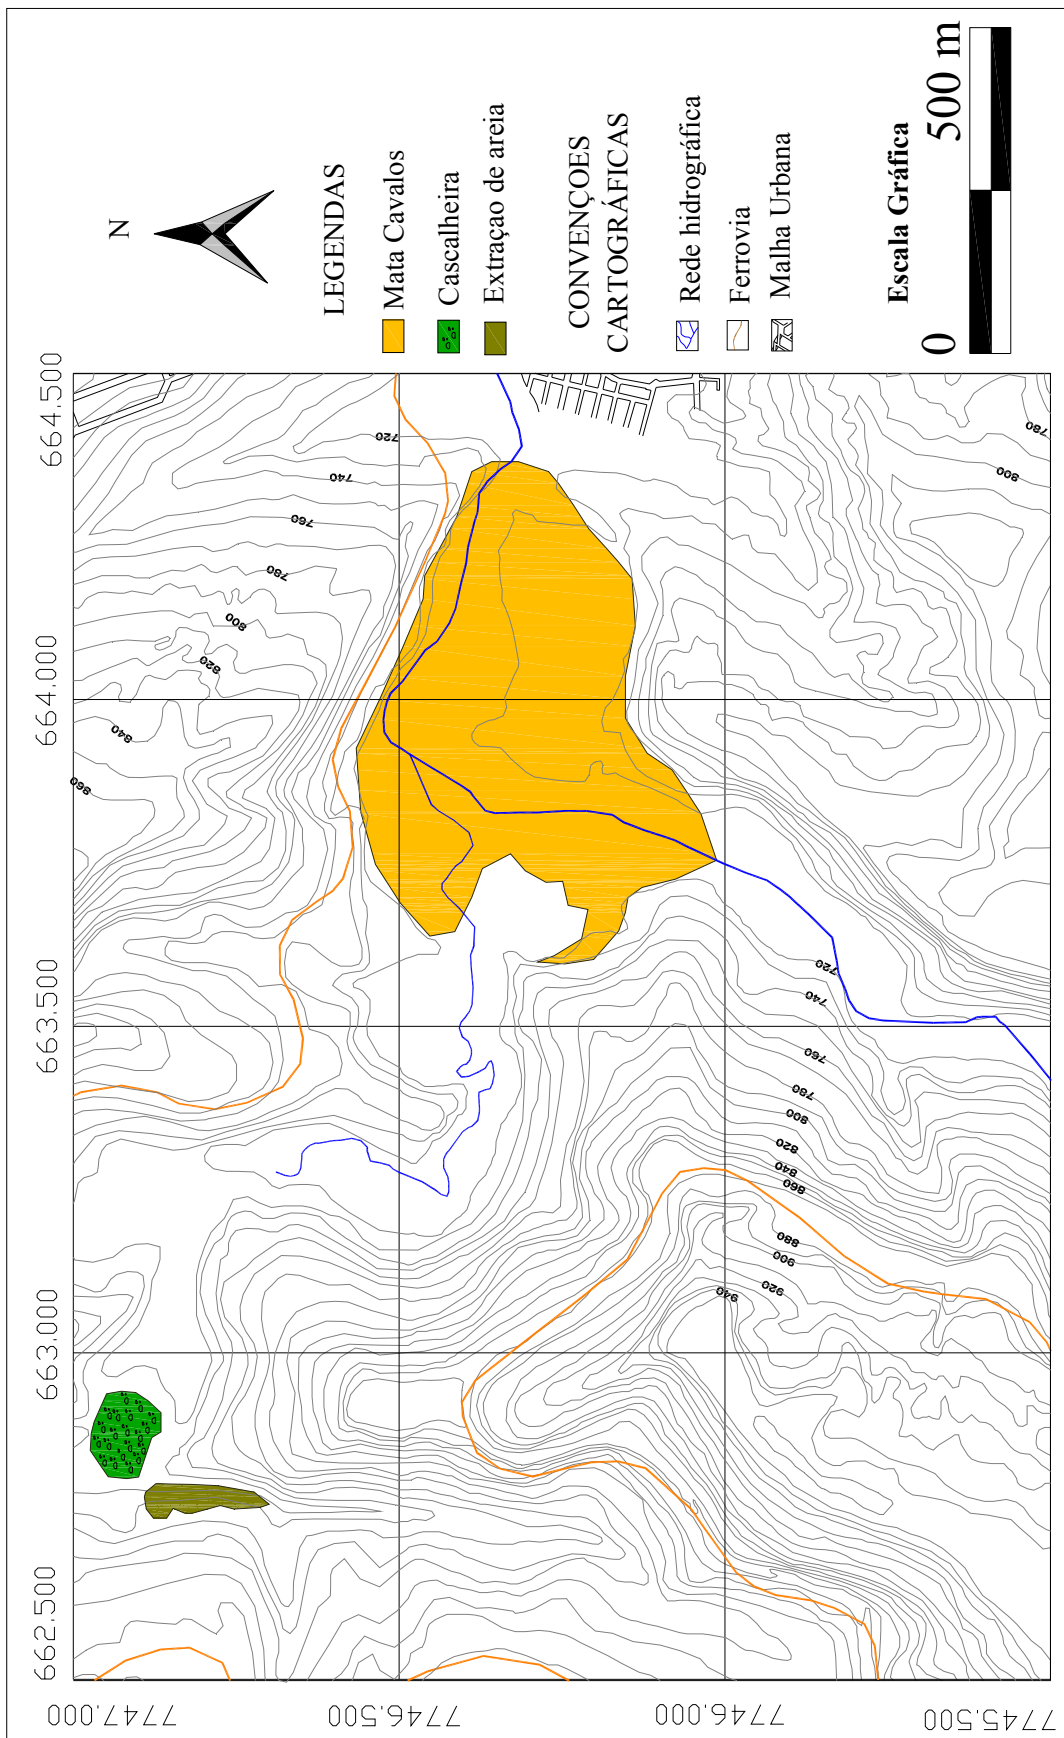 N
LEGENDAS
Mata Cavalos
Cascalheira
Extraçao de areia
CONVENÇOES
CARTOGRÁFICAS
Rede hidrográfica
Ferrovia
Malha Urbana
Escala Gráfica
0 500 m
662.500 663.000 663.500 664.000 664.500
7747.000
7746.500
7746.000
7745.500
860
840
820
800
780
760
740
720
720
740
760
780
800
820
840
860
880
900
920
940
780
800